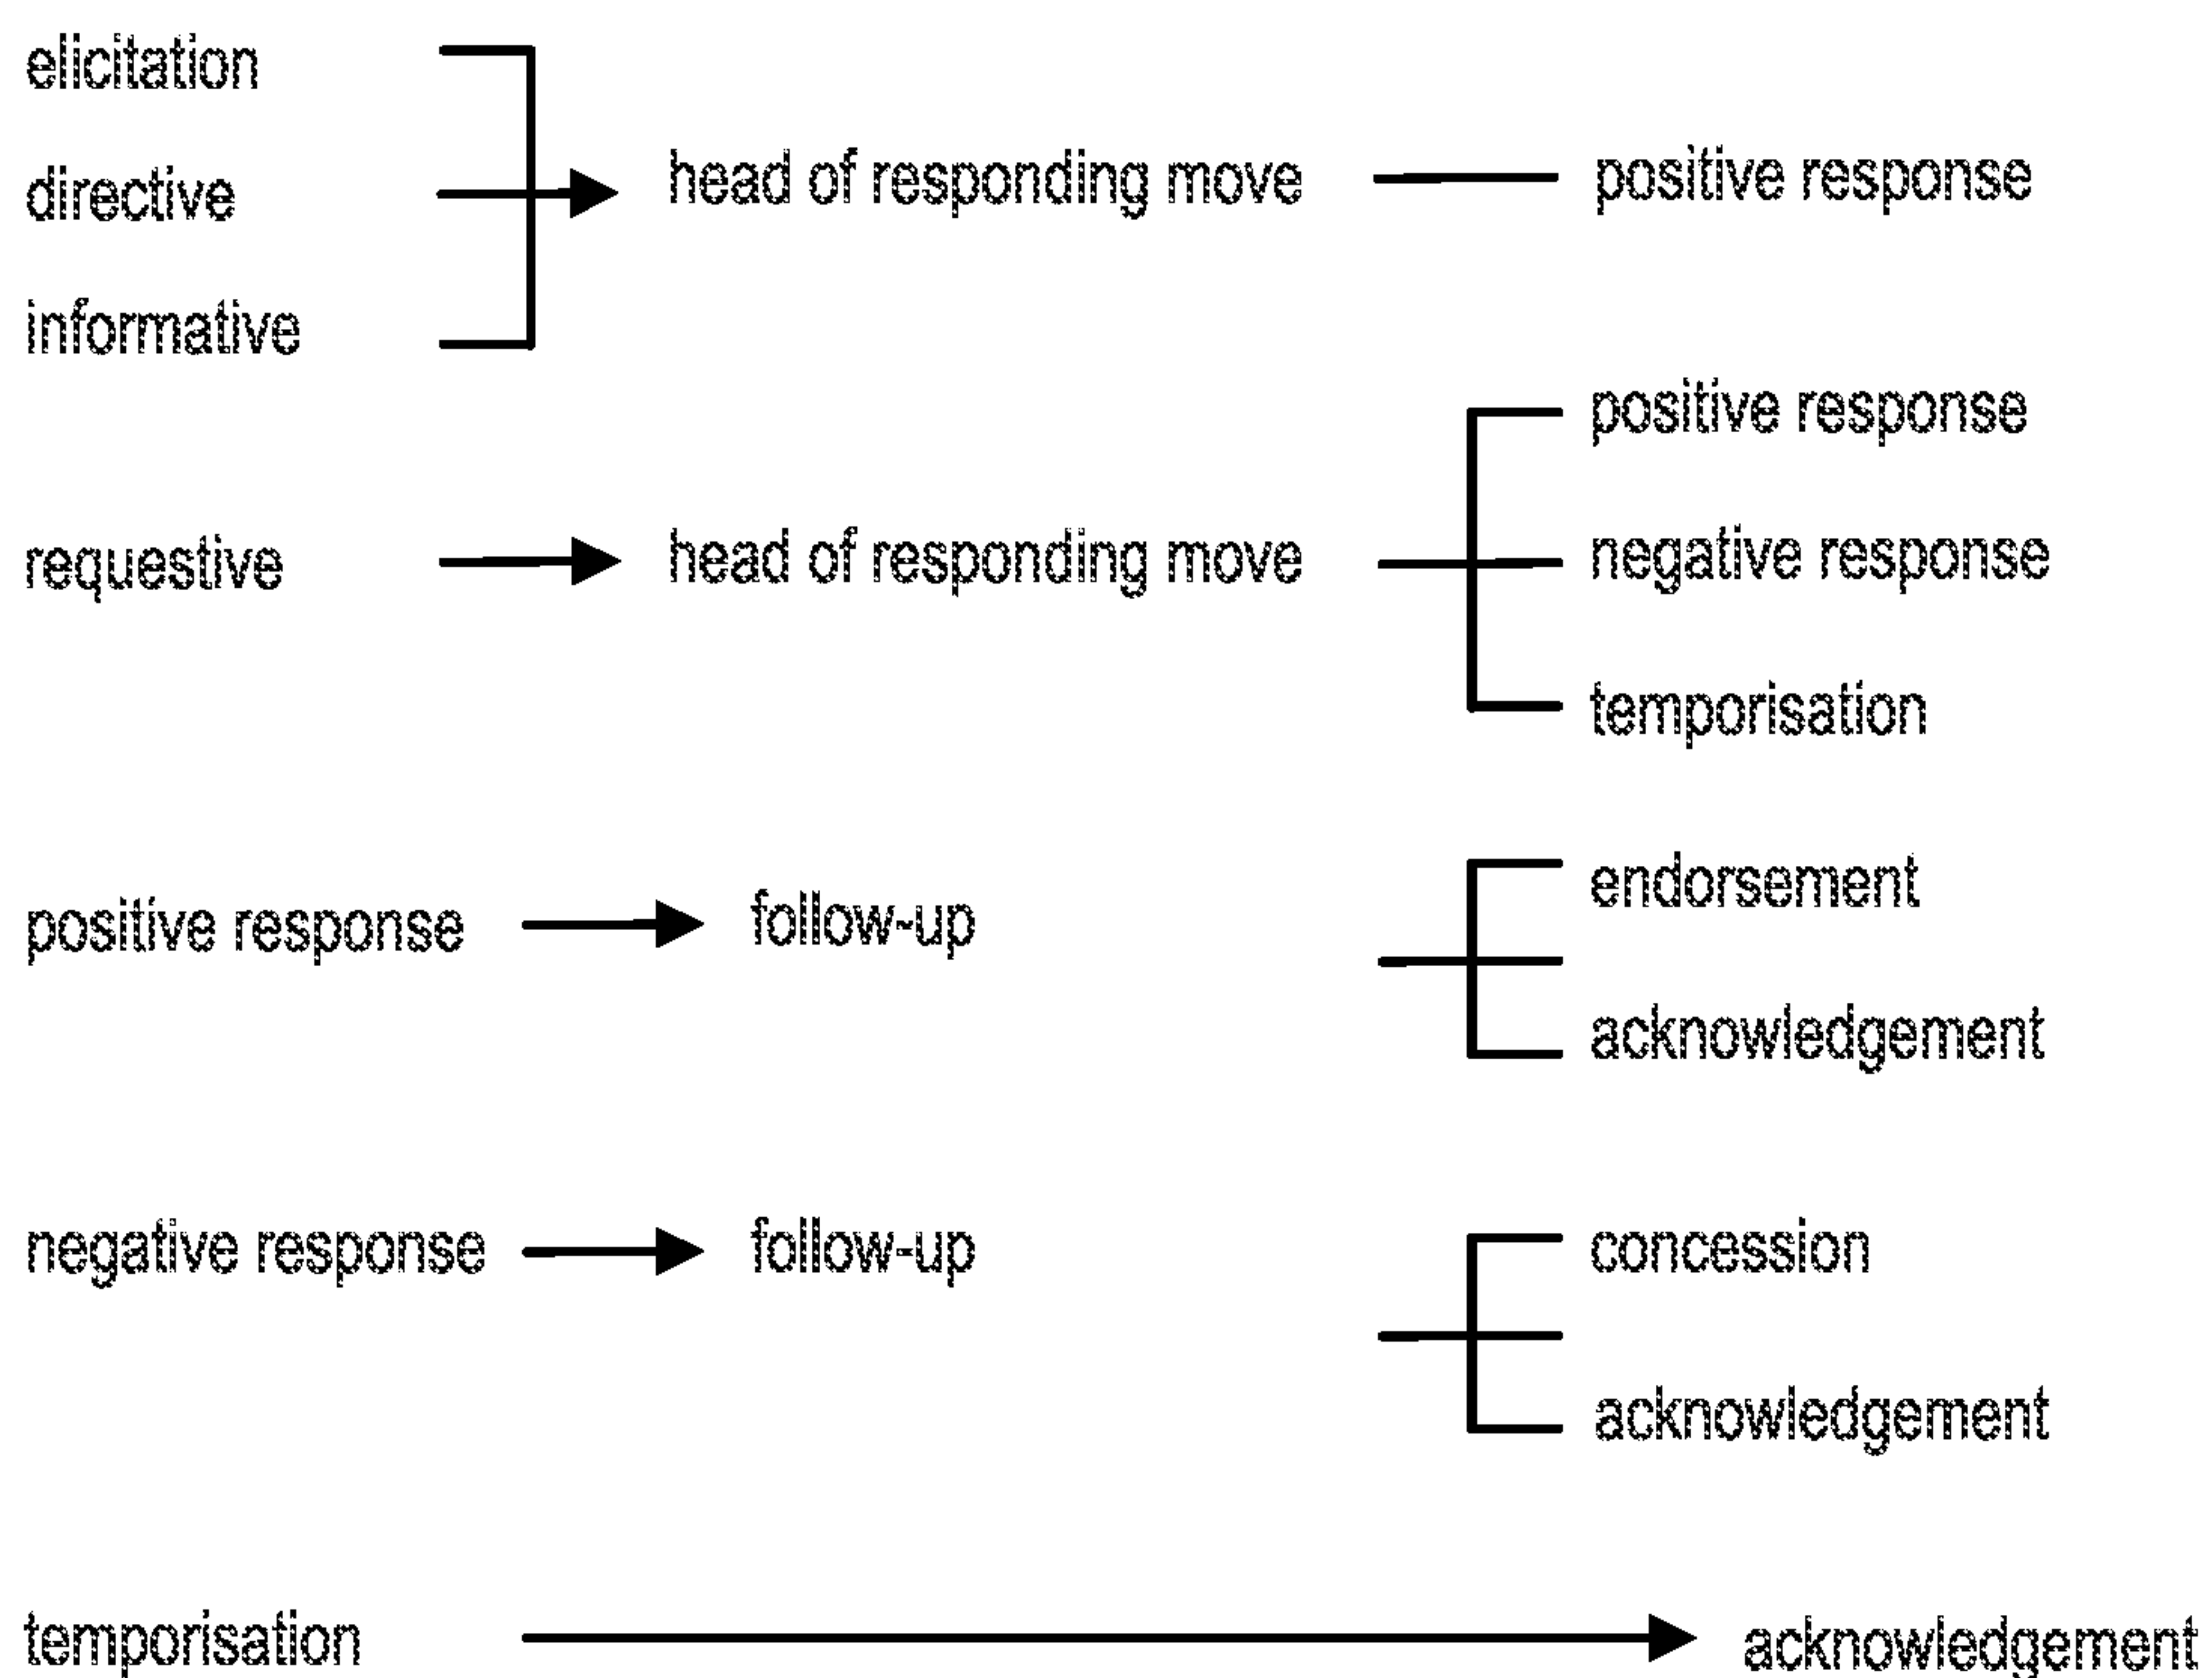 elicitation
directive head of responding move positive response
informative
positive response
requestive head of responding move negative response
temporisation
endorsement
positive response follow-up
acknowledgement
negative response follow-up concession
acknowledgement
temporisation acknowledgement